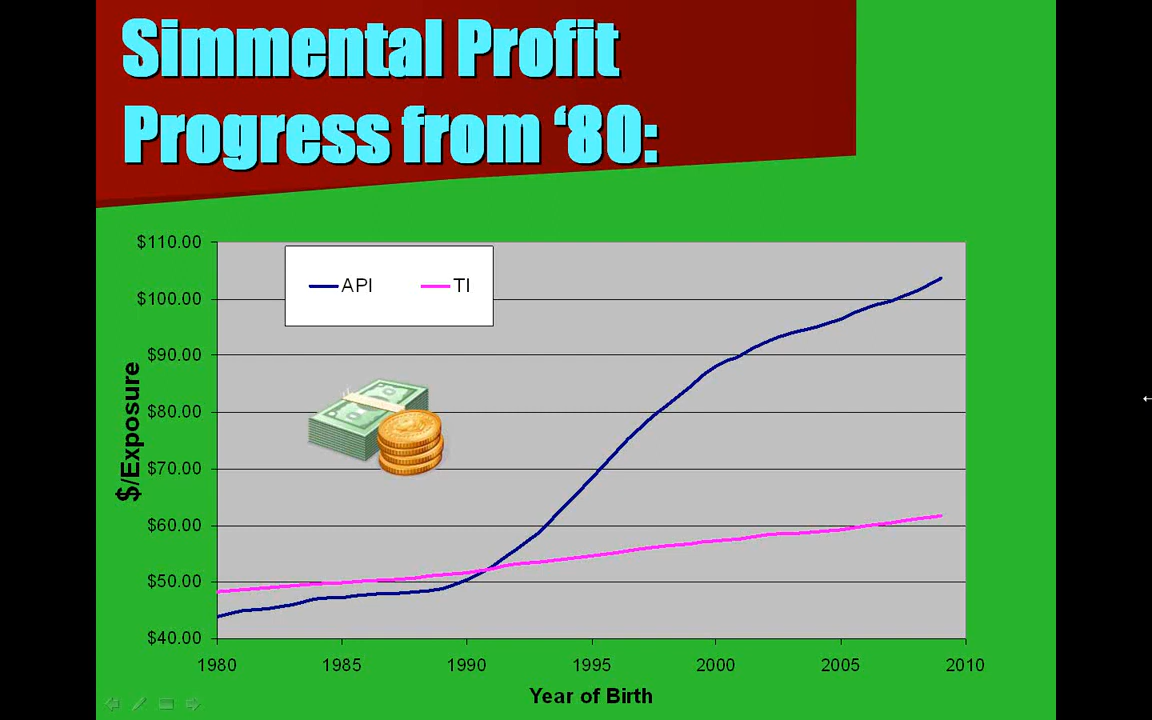 Simmental Profit
Progress from ‘80:
$110.00
$100.00
$90.00
$80.00
$70.00
$60.00
$50.00
$40.00
$/Exposure
API TI
1980 1985 1990 1995 2000 2005 2010
Year of Birth